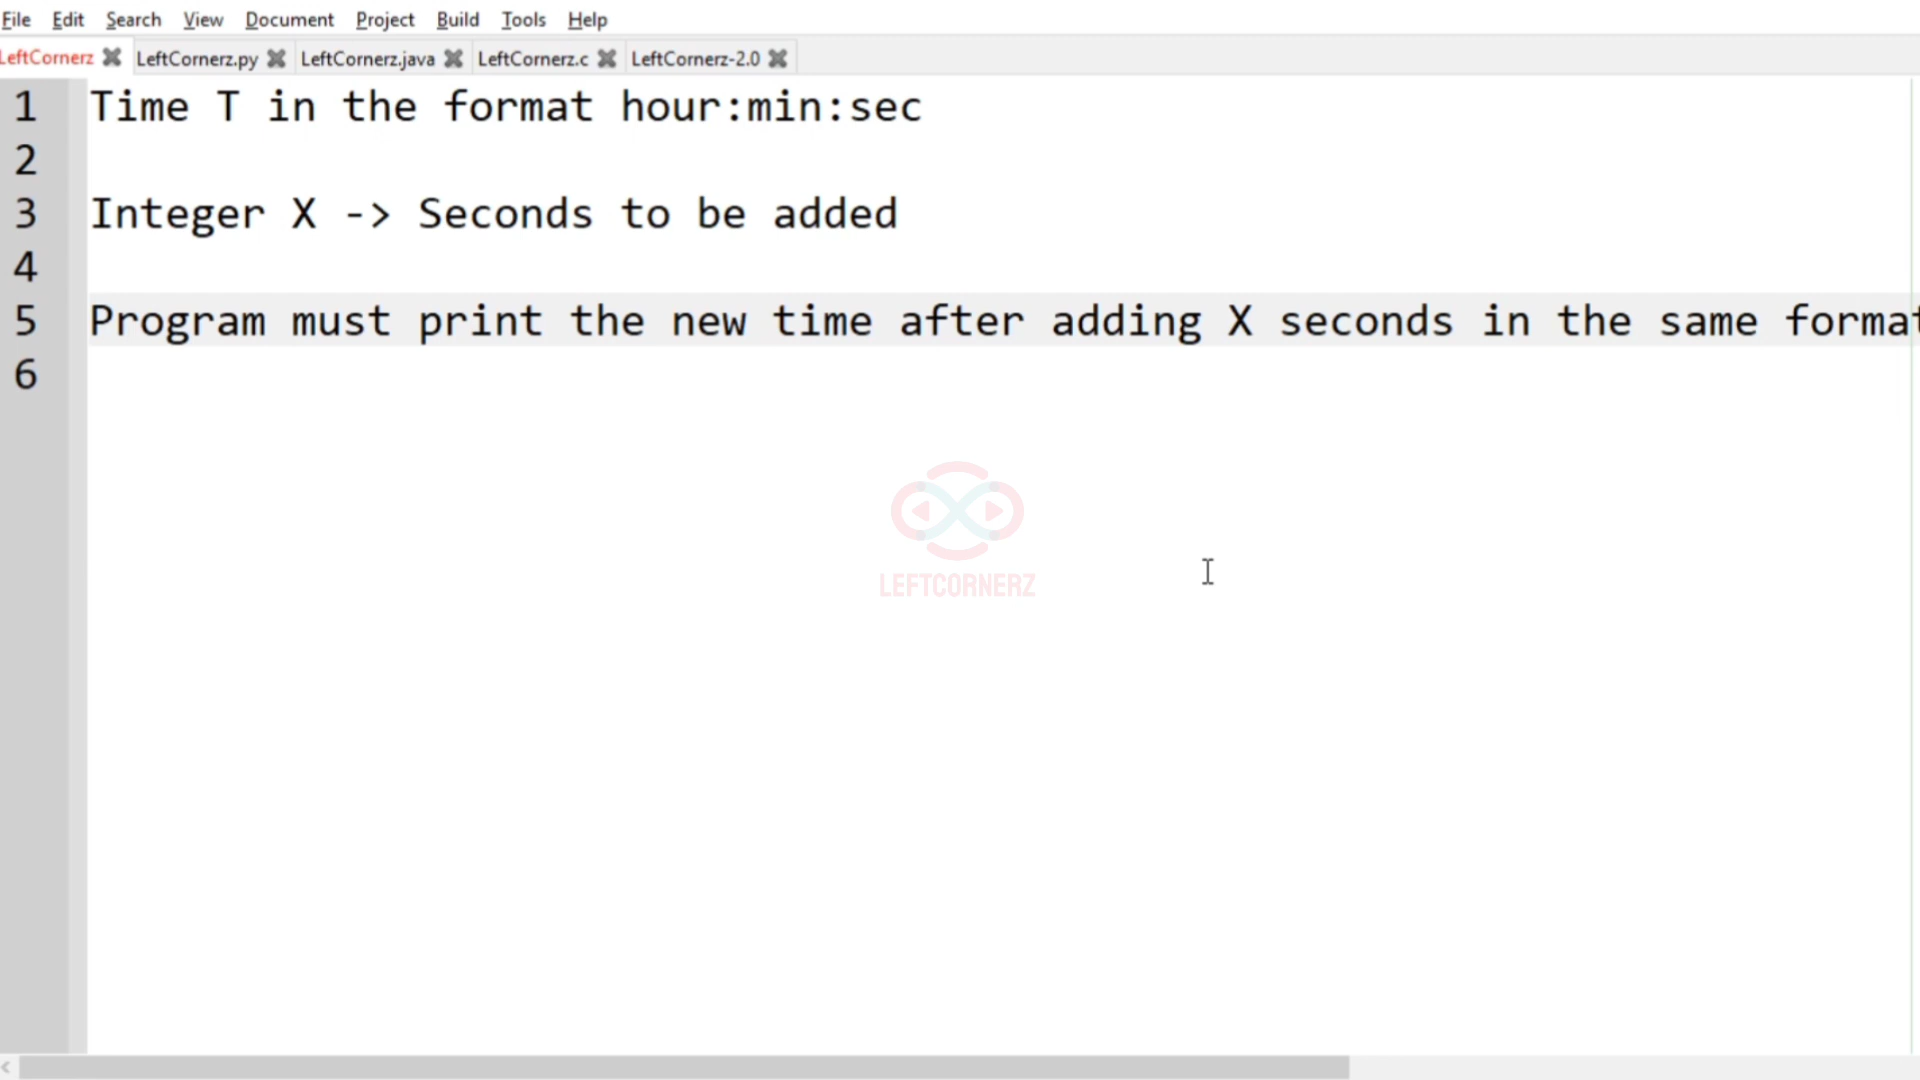 File Edit Search View Document Project Build Tools Help
LeftCornerz LeftCornerz.py LeftCornerz.java LeftCornerz.c LeftCornerz-2.0
1 Time T in the format hour:min:sec
2
3 Integer X -> Seconds to be added
4
5 Program must print the new time after adding X seconds in the same format
6
LEFTCORNERZ